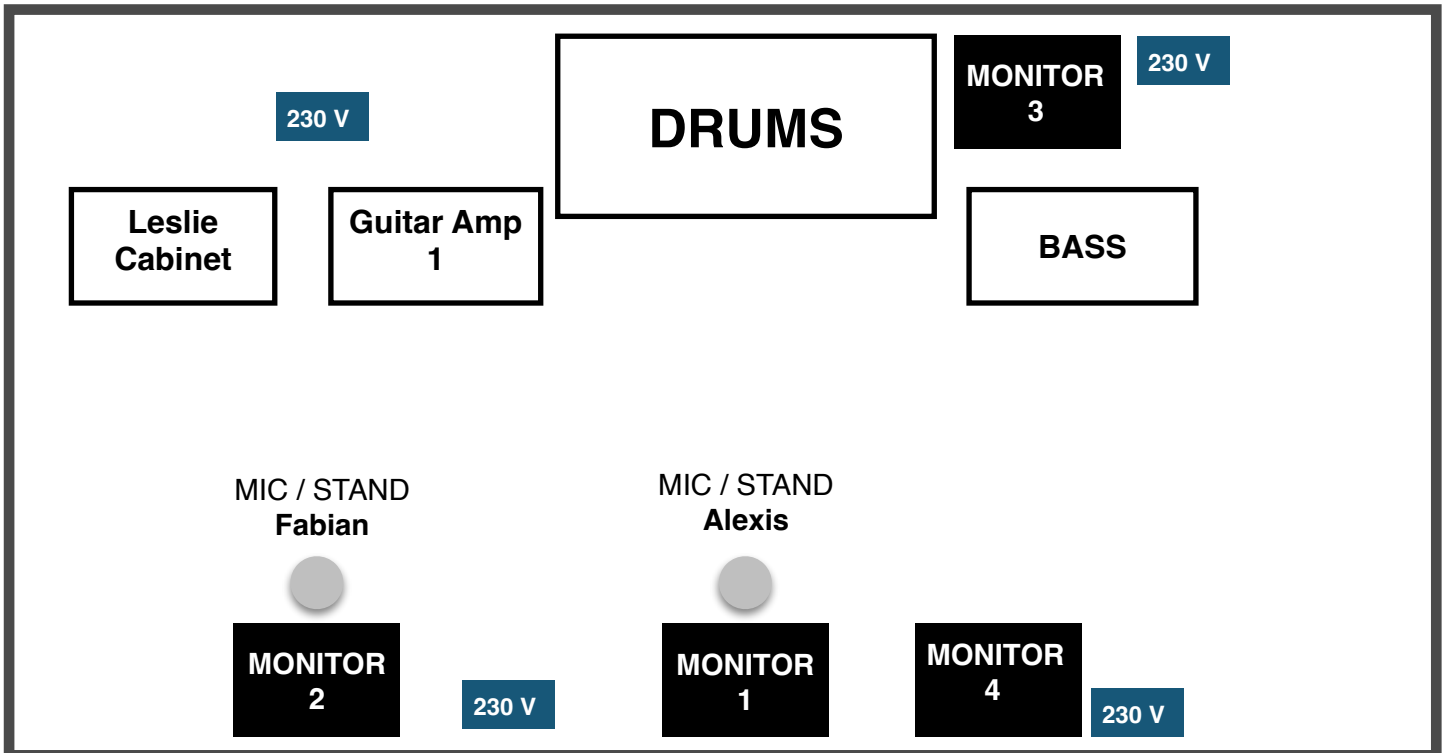 DRUMS
MONITOR
3
230 V
230 V
Leslie
Cabinet
Guitar Amp
1
BASS
MIC / STAND
Fabian
MIC / STAND
Alexis
MONITOR
2
230 V
MONITOR
1
MONITOR
4
230 V